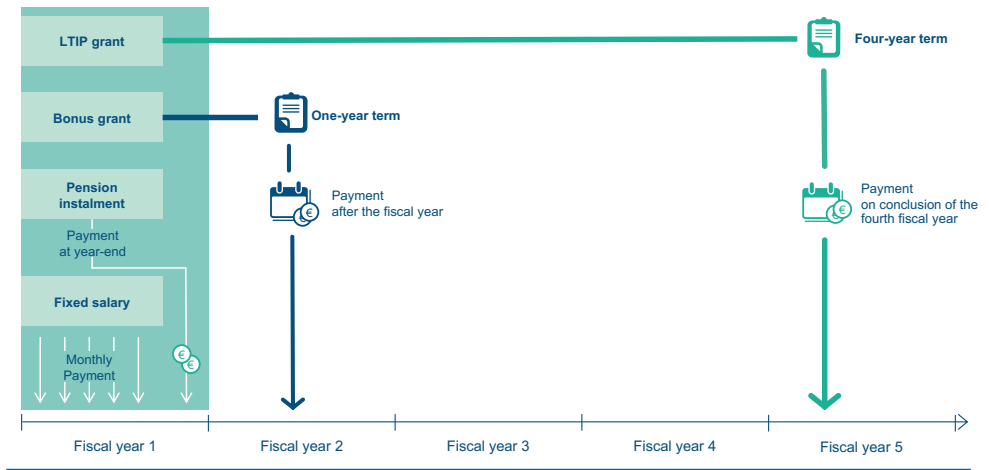 LTIP grant
Four-year term
Bonus grant
One-year term
Pension
instalment
Payment
at year-end
Payment
after the fiscal year
Payment
on conclusion of the
fourth fiscal year
Fixed salary
Monthly
Payment
€
€
€
€
€
€
Fiscal year 1
Fiscal year 2
Fiscal year 3
Fiscal year 4
Fiscal year 5